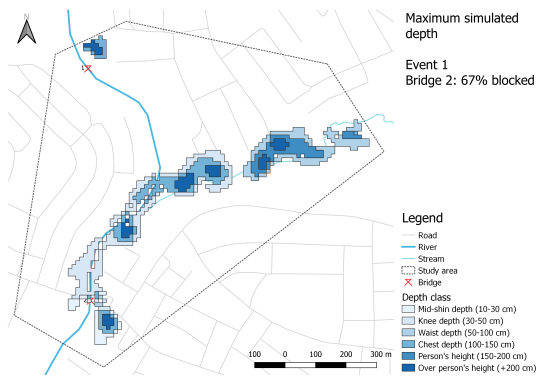 N
1
2
Maximum simulated
depth
Event 1
Bridge 2: 67% blocked
Legend
Road
River
Stream
Study area
Bridge
Depth class
Mid-shin depth (10-30 cm)
Knee depth (30-50 cm)
Waist depth (50-100 cm)
Chest depth (100-150 cm)
Person's height (150-200 cm)
Over person's height (+200 cm)
100 0 100 200 300 m